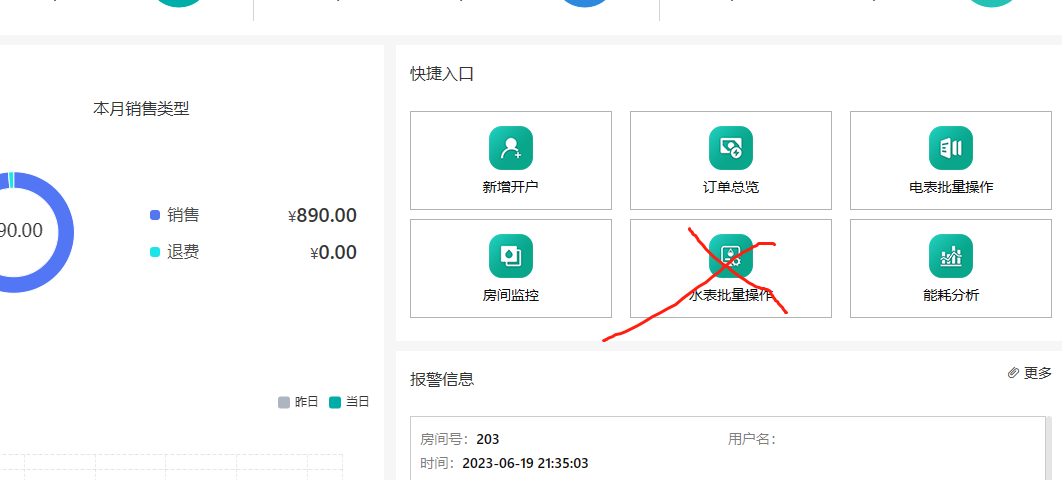 快捷入口
本月销售类型
新增开户
订单总览
电表批量操作
90.00
销售 ¥890.00
退费 ¥0.00
房间监控
水表批量操作
能耗分析
报警信息
更多
昨日 当日
房间号：203 用户名：
时间：2023-06-19 21:35:03